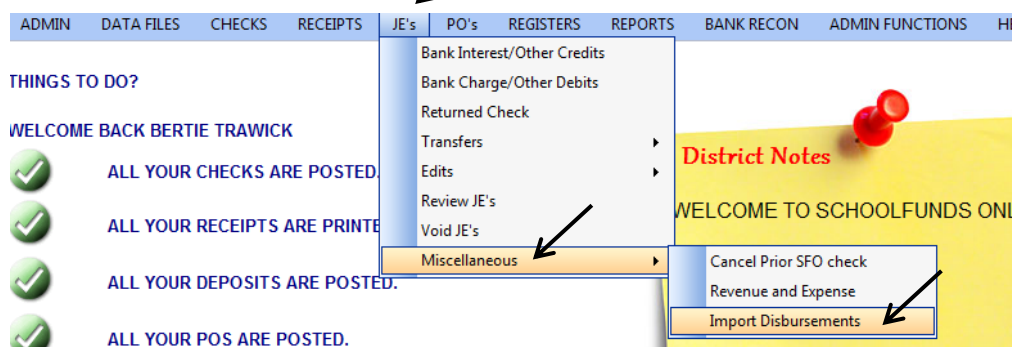 ADMIN DATA FILES CHECKS RECEIPTS JE's PO's REGISTERS REPORTS BANK RECON ADMIN FUNCTIONS
Bank Interest/Other Credits
Bank Charge/Other Debits
Returned Check
Transfers
Edits
Review JE's
Void JE's
Miscellaneous
Cancel Prior SFO check
Revenue and Expense
Import Disbursements
THINGS TO DO?
WELCOME BACK BERTIE TRAWICK
ALL YOUR CHECKS ARE POSTED.
ALL YOUR RECEIPTS ARE PRINTE
ALL YOUR DEPOSITS ARE POSTED.
ALL YOUR POS ARE POSTED.
District Notes
WELCOME TO SCHOOLFUNDS ONL